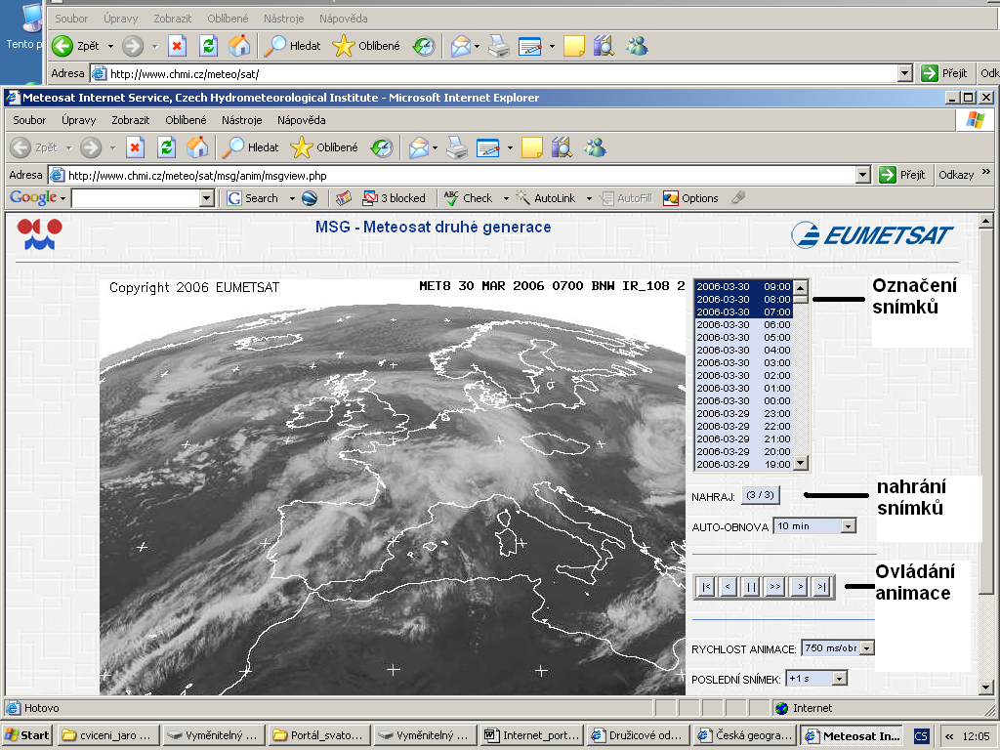 Tento p
Soubor Úpravy Zobrazit Oblíbené Nástroje Nápověda
Zpět Hledat Oblíbené
Adresa http://www.chmi.cz/meteo/sat/ Přejít Odk
Meteosat Internet Service, Czech Hydrometeorological Institute - Microsoft Internet Explorer
Soubor Úpravy Zobrazit Oblíbené Nástroje Nápověda
Zpět Hledat Oblíbené
Adresa http://www.chmi.cz/meteo/sat/msg/anim/msgview.php Přejít Odkazy »
Google Search 3 blocked ABC Check AutoLink AutoFill Options
MSG - Meteosat druhé generace
EUMETSAT
Copyright 2006 EUMETSAT MET8 30 MAR 2006 0700 BNW IR_108 2
2006-03-30 09:00
2006-03-30 08:00
2006-03-30 07:00
2006-03-30 06:00
2006-03-30 05:00
2006-03-30 04:00
2006-03-30 03:00
2006-03-30 02:00
2006-03-30 01:00
2006-03-30 00:00
2006-03-29 23:00
2006-03-29 22:00
2006-03-29 21:00
2006-03-29 20:00
2006-03-29 19:00
Označení
snímků
NAHRAJ: (3 / 3)
nahrání
snímků
AUTO-OBNOVA 10 min
Ovládání
animace
|< < || >> > >|
RYCHLOST ANIMACE: 750 ms/obr
POSLEDNÍ SNÍMEK: +1 s
Hotovo Internet
Start cviceni_jaro ... Vyměnitelný ... Portál_svato... Vyměnitelný ... Internet_port... Družicové od... Česká geogra... Meteosat In... CS « 12:05